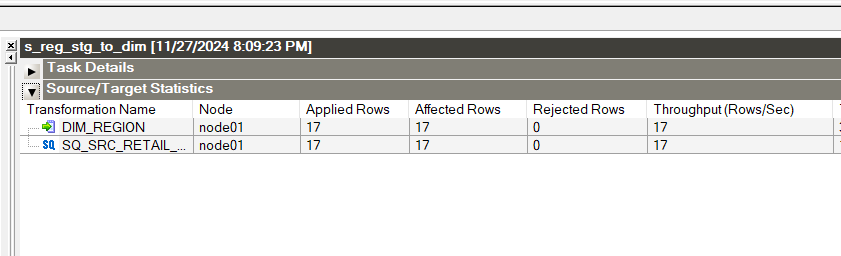 s_reg_stg_to_dim [11/27/2024 8:09:23 PM]
Task Details
Source/Target Statistics
Transformation Name Node Applied Rows Affected Rows Rejected Rows Throughput (Rows/Sec)
DIM_REGION node01 17 17 0 17
SQ SQ_SRC_RETAIL_... node01 17 17 0 17